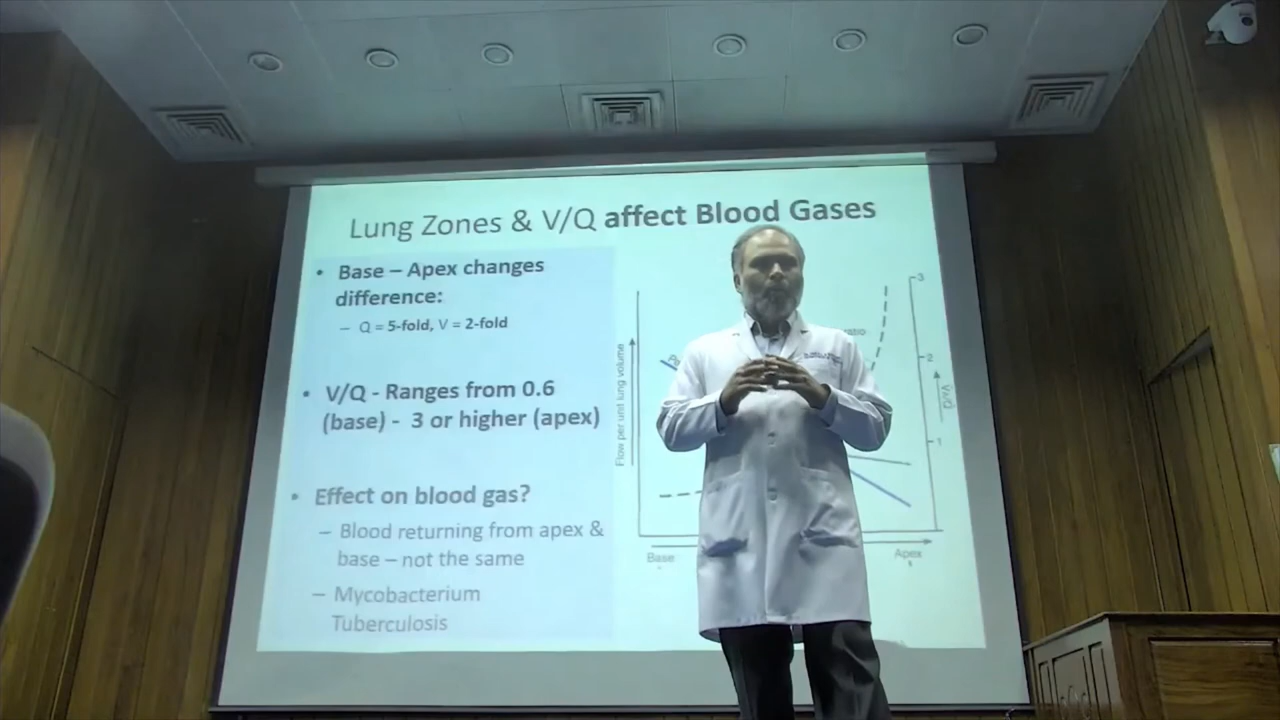 Lung Zones & V/Q affect Blood Gases
• Base – Apex changes
difference:
– Q = 5-fold, V = 2-fold
• V/Q - Ranges from 0.6
(base) - 3 or higher (apex)
• Effect on blood gas?
– Blood returning from apex &
base – not the same
– Mycobacterium
Tuberculosis
Flow per unit lung volume
3
2
1
Base
Apex